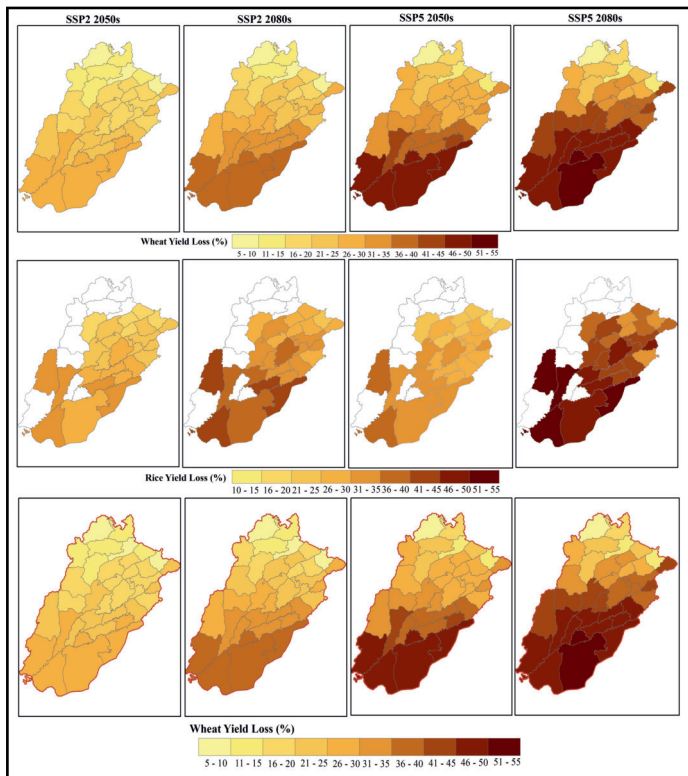 SSP2 2050s SSP2 2080s SSP5 2050s SSP5 2080s
Wheat Yield Loss (%)
5 - 10 11 - 15 16 - 20 21 - 25 26 - 30 31 - 35 36 - 40 41 - 45 46 - 50 51 - 55
Rice Yield Loss (%)
10 - 15 16 - 20 21 - 25 26 - 30 31 - 35 36 - 40 41 - 45 46 - 50 51 - 55
Wheat Yield Loss (%)
5 - 10 11 - 15 16 - 20 21 - 25 26 - 30 31 - 35 36 - 40 41 - 45 46 - 50 51 - 55